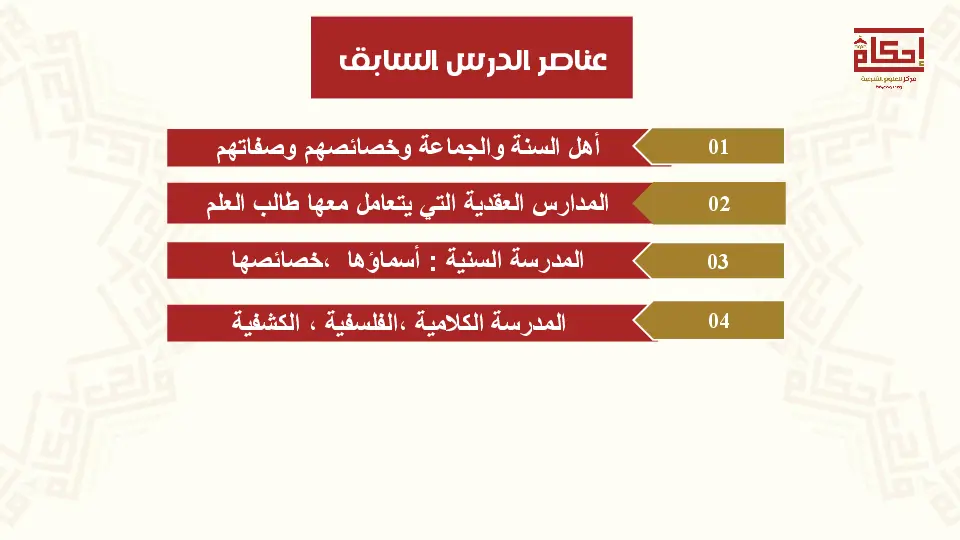 عناصر الدرس السابق
إحكام
مركز للعلوم الشرعية
01
أهل السنة والجماعة وخصائصهم وصفاتهم
02
المدارس العقدية التي يتعامل معها طالب العلم
03
المدرسة السنية : أسماؤها ،خصائصها
04
المدرسة الكلامية ،الفلسفية ، الكشفية